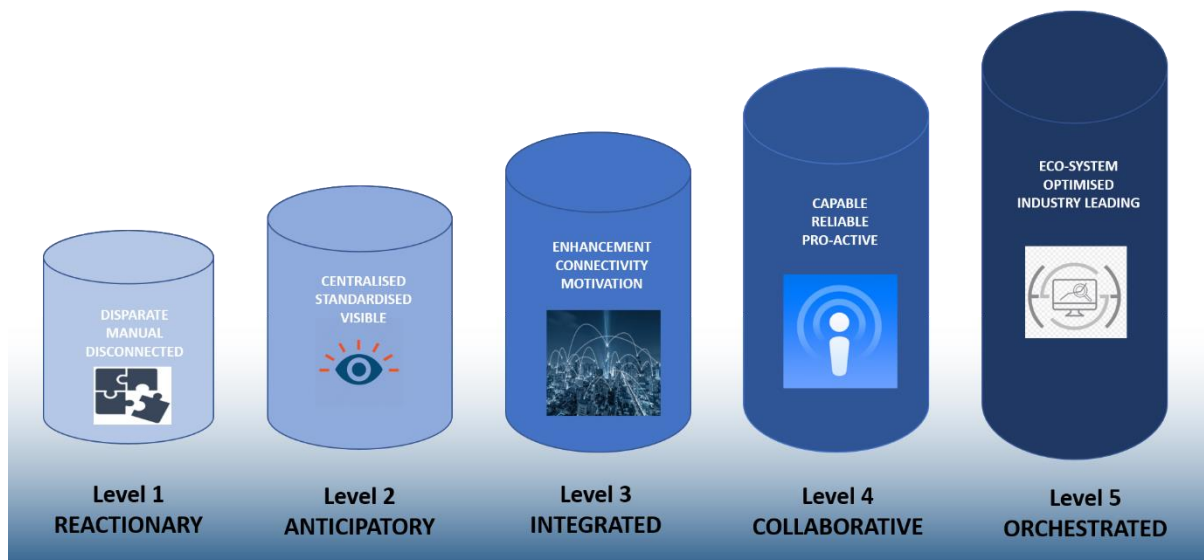 DISPARATE
MANUAL
DISCONNECTED
Level 1
REACTIONARY
CENTRALISED
STANDARDISED
VISIBLE
Level 2
ANTICIPATORY
ENHANCEMENT
CONNECTIVITY
MOTIVATION
Level 3
INTEGRATED
CAPABLE
RELIABLE
PRO-ACTIVE
Level 4
COLLABORATIVE
ECO-SYSTEM
OPTIMISED
INDUSTRY LEADING
Level 5
ORCHESTRATED